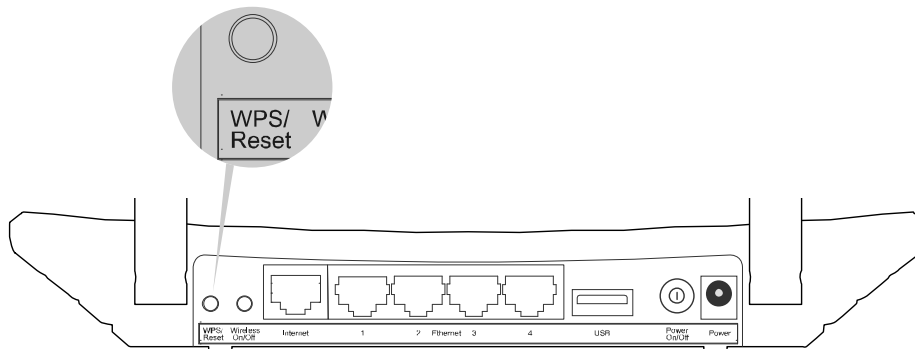 WPS/ W
Reset
WPS/ Wireless Internet 1 2 Ethernet 3 4 USB Power Power
Reset On/Off On/Off